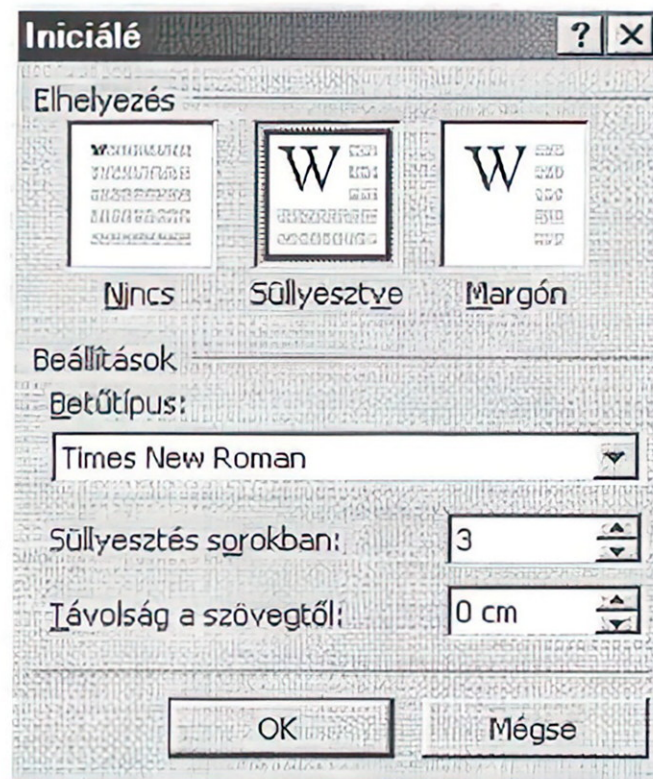 Iniciálé
Elhelyezés
W
W
Nincs
Süllyesztve
Margón
Beállítások
Betűtípus:
Times New Roman
Süllyesztés sorokban:
3
Távolság a szövegtől:
0 cm
OK
Mégse